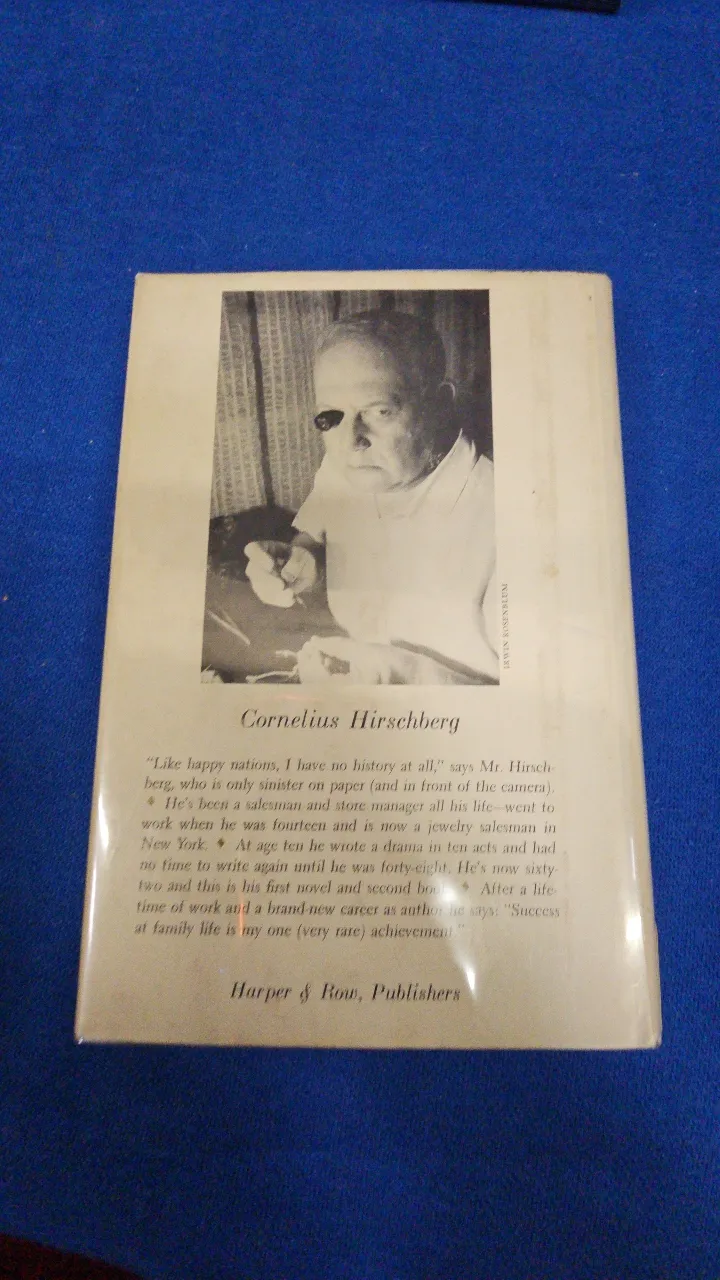 IRWIN ROSENBLUM
Cornelius Hirschberg
"Like happy nations, I have no history at all," says Mr. Hirsch-
berg, who is only sinister on paper (and in front of the camera).
♦ He's been a salesman and store manager all his life—went to
work when he was fourteen and is now a jewelry salesman in
New York. ♦ At age ten he wrote a drama in ten acts and had
no time to write again until he was forty-eight. He's now sixty-
two and this is his first novel and second book. ♦ After a life-
time of work and a brand-new career as author he says: "Success
at family life is my one (very rare) achievement."
Harper & Row, Publishers